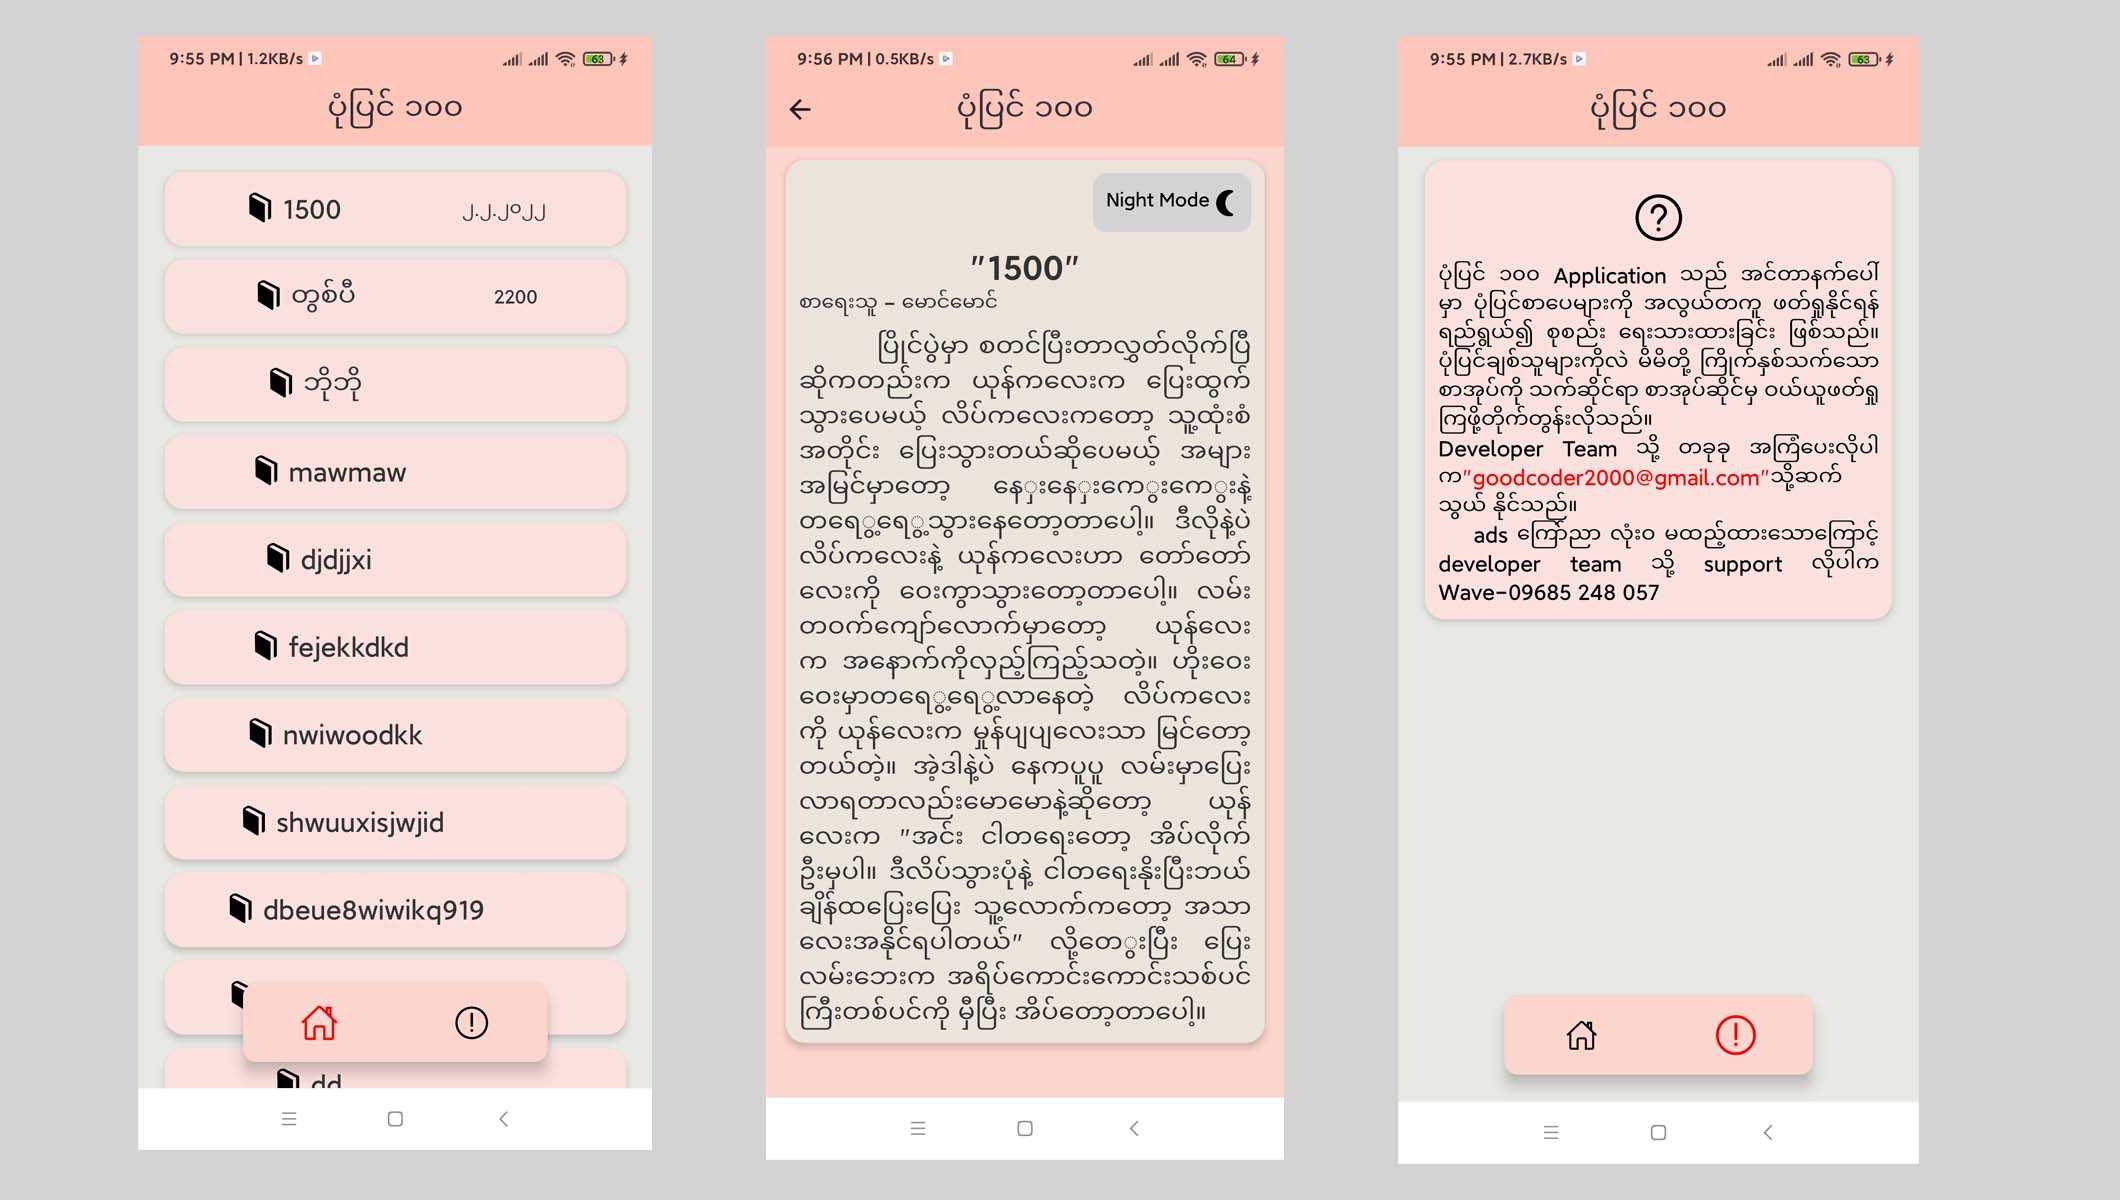 9:55 PM | 1.2KB/s
63
ပုံပြင် ၁၀၀
1500 ၂.၂.၂၀၂၂
တွစ်ပီ 2200
ဘိုဘို
mawmaw
djdjjxi
fejekkdkd
nwiwoodkk
shwuuxisjwjid
dbeue8wiwikq919
dd
9:56 PM | 0.5KB/s
64
ပုံပြင် ၁၀၀
Night Mode
"1500"
စာရေးသူ – မောင်မောင်
ပြိုင်ပွဲမှာ စတင်ပြီးတာလွှတ်လိုက်ပြီ
ဆိုကတည်းက ယုန်ကလေးက ပြေးထွက်
သွားပေမယ့် လိပ်ကလေးကတော့ သူ့ထုံးစံ
အတိုင်း ပြေးသွားတယ်ဆိုပေမယ့် အများ
အမြင်မှာတော့ နေှးနေှးကေွးကေွးနဲ့
တရေွ့ရေွ့သွားနေတော့တာပေါ့။ ဒီလိုနဲ့ပဲ
လိပ်ကလေးနဲ့ ယုန်ကလေးဟာ တော်တော်
လေးကို ဝေးကွာသွားတော့တာပေါ့။ လမ်း
တဝက်ကျော်လောက်မှာတော့ ယုန်လေး
က အနောက်ကိုလှည့်ကြည့်သတဲ့။ ဟိုးဝေး
ဝေးမှာတရေွ့ရေွ့လာနေတဲ့ လိပ်ကလေး
ကို ယုန်လေးက မှုန်ပျပျလေးသာ မြင်တော့
တယ်တဲ့။ အဲ့ဒါနဲ့ပဲ နေကပူပူ လမ်းမှာပြေး
လာရတာလည်းမောမောနဲ့ဆိုတော့ ယုန်
လေးက "အင်း ငါတရေးတော့ အိပ်လိုက်
ဦးမှပါ။ ဒီလိပ်သွားပုံနဲ့ ငါတရေးနိုးပြီးဘယ်
ချိန်ထပြေးပြေး သူ့လောက်ကတော့ အသာ
လေးအနိုင်ရပါတယ်" လို့တေွးပြီး ပြေး
လမ်းဘေးက အရိပ်ကောင်းကောင်းသစ်ပင်
ကြီးတစ်ပင်ကို မှီပြီး အိပ်တော့တာပေါ့။
9:55 PM | 2.7KB/s
63
ပုံပြင် ၁၀၀
ပုံပြင် ၁၀၀ Application သည် အင်တာနက်ပေါ်
မှာ ပုံပြင်စာပေများကို အလွယ်တကူ ဖတ်ရှုနိုင်ရန်
ရည်ရွယ်၍ စုစည်း ရေးသားထားခြင်း ဖြစ်သည်။
ပုံပြင်ချစ်သူများကိုလဲ မိမိတို့ ကြိုက်နှစ်သက်သော
စာအုပ်ကို သက်ဆိုင်ရာ စာအုပ်ဆိုင်မှ ဝယ်ယူဖတ်ရှု
ကြဖို့တိုက်တွန်းလိုသည်။
Developer Team သို့ တခုခု အကြံပေးလိုပါ
က"goodcoder2000@gmail.com"သို့ဆက်
သွယ် နိုင်သည်။
ads ကြော်ညာ လုံးဝ မထည့်ထားသောကြောင့်
developer team သို့ support လိုပါက
Wave-09685 248 057